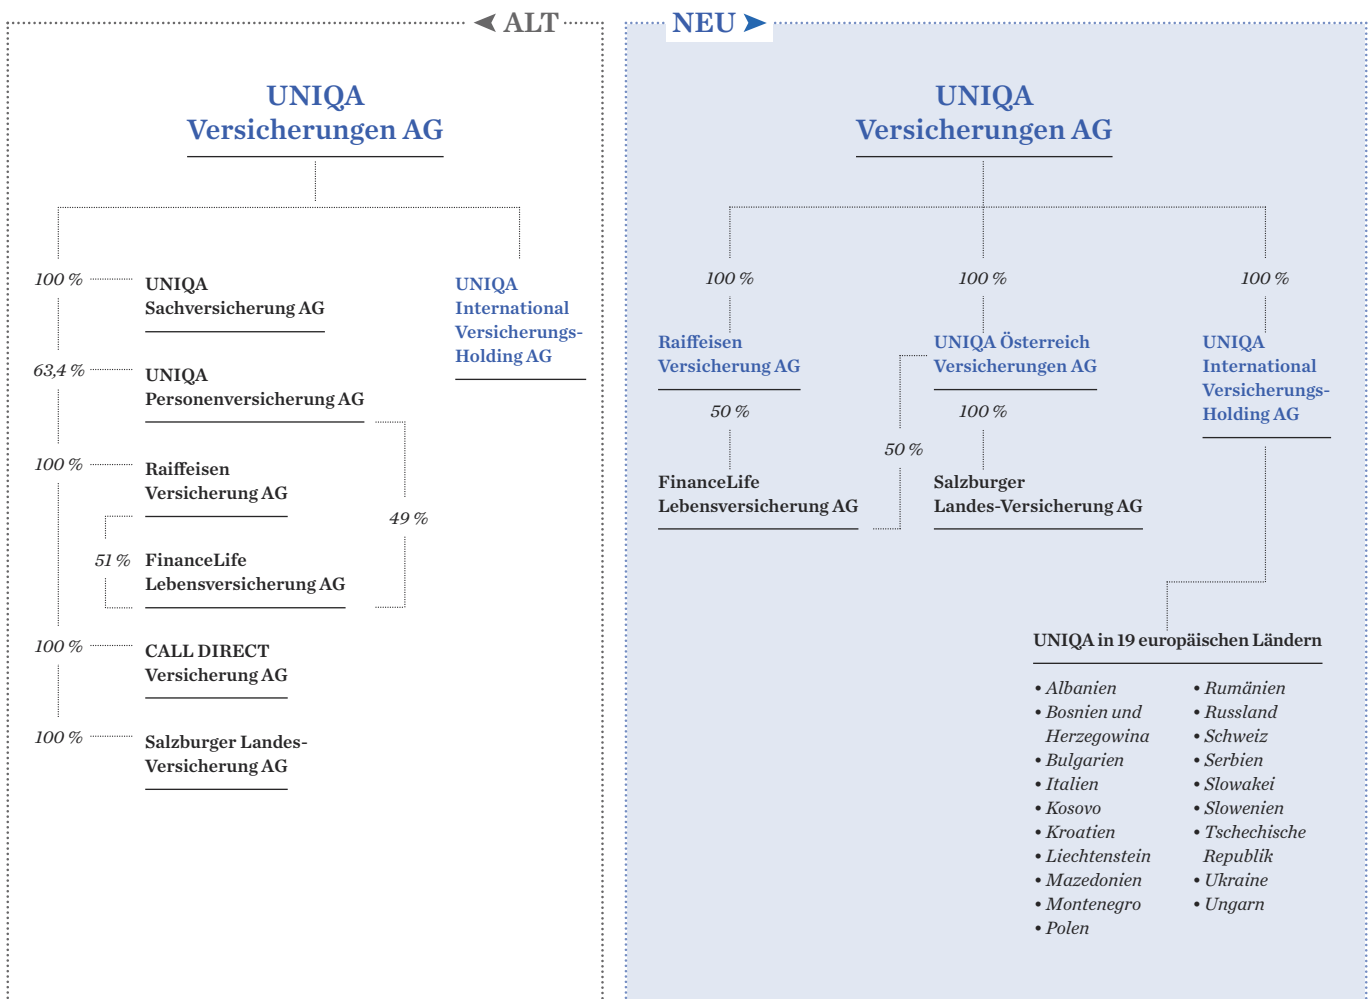 ALT
UNIQA
Versicherungen AG
100 %
UNIQA
Sachversicherung AG
UNIQA
International
Versicherungs-
Holding AG
63,4 %
UNIQA
Personenversicherung AG
100 %
Raiffeisen
Versicherung AG
49 %
51 %
FinanceLife
Lebensversicherung AG
100 %
CALL DIRECT
Versicherung AG
100 %
Salzburger Landes-
Versicherung AG
NEU
UNIQA
Versicherungen AG
100 %
100 %
100 %
Raiffeisen
Versicherung AG
UNIQA Österreich
Versicherungen AG
UNIQA
International
Versicherungs-
Holding AG
50 %
100 %
50 %
FinanceLife
Lebensversicherung AG
Salzburger
Landes-Versicherung AG
UNIQA in 19 europäischen Ländern
• Albanien
• Bosnien und
Herzegowina
• Bulgarien
• Italien
• Kosovo
• Kroatien
• Liechtenstein
• Mazedonien
• Montenegro
• Polen
• Rumänien
• Russland
• Schweiz
• Serbien
• Slowakei
• Slowenien
• Tschechische
Republik
• Ukraine
• Ungarn